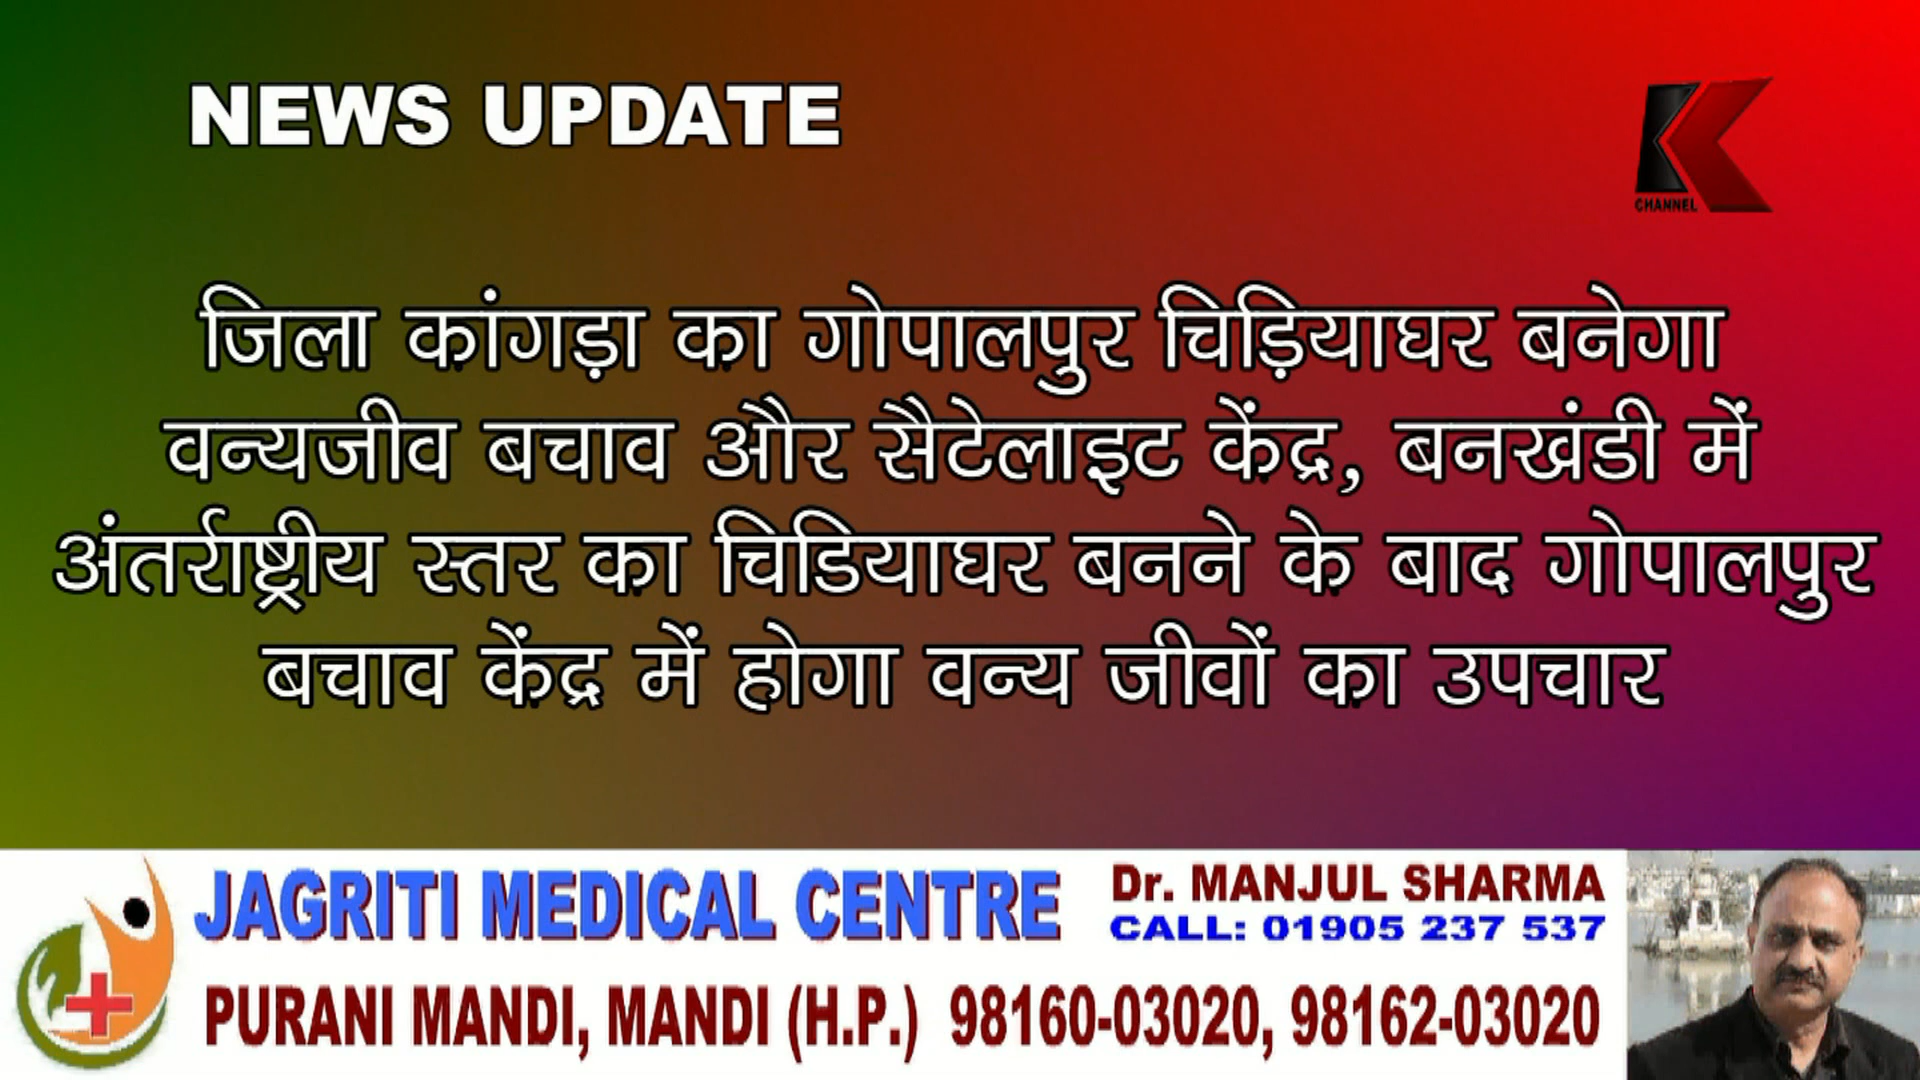 NEWS UPDATE
CHANNEL
जिला कांगड़ा का गोपालपुर चिड़ियाघर बनेगा
वन्यजीव बचाव और सैटेलाइट केंद्र, बनखंडी में
अंतर्राष्ट्रीय स्तर का चिडियाघर बनने के बाद गोपालपुर
बचाव केंद्र में होगा वन्य जीवों का उपचार
JAGRITI MEDICAL CENTRE
Dr. MANJUL SHARMA
CALL: 01905 237 537
PURANI MANDI, MANDI (H.P.) 98160-03020, 98162-03020